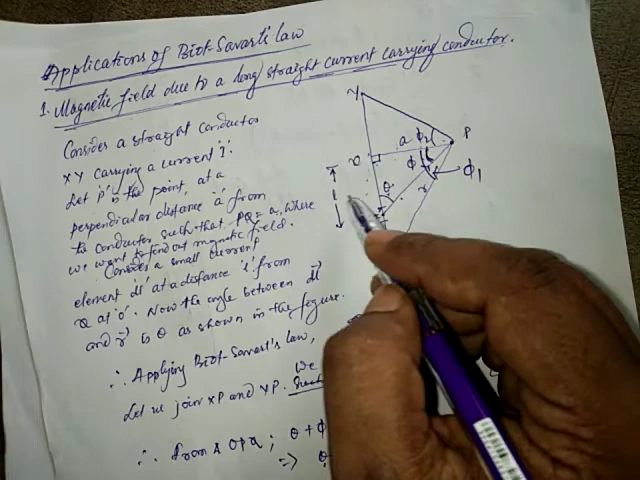 Applications of Biot-Savart's law
1. Magnetic field due to a long straight current carrying conductor.
Consider a straight conductor
XY carrying a current 'I'.
Let 'P' is the point, at a
perpendicular distance 'a' from
the conductor such that PQ = a, where
we want to find out magnetic field.
Consider a small current
element 'dl' at a distance 'l' from
Q at 'O'. Now the angle between dl
and r is θ as shown in the figure.
∴ Applying Biot-Savart's law,
Let us join XP and YP. We
∴ from Δ OPQ; θ + ϕ
⇒ θ
Y
P
a
ϕ2
ϕ
ϕ1
θ
r
l